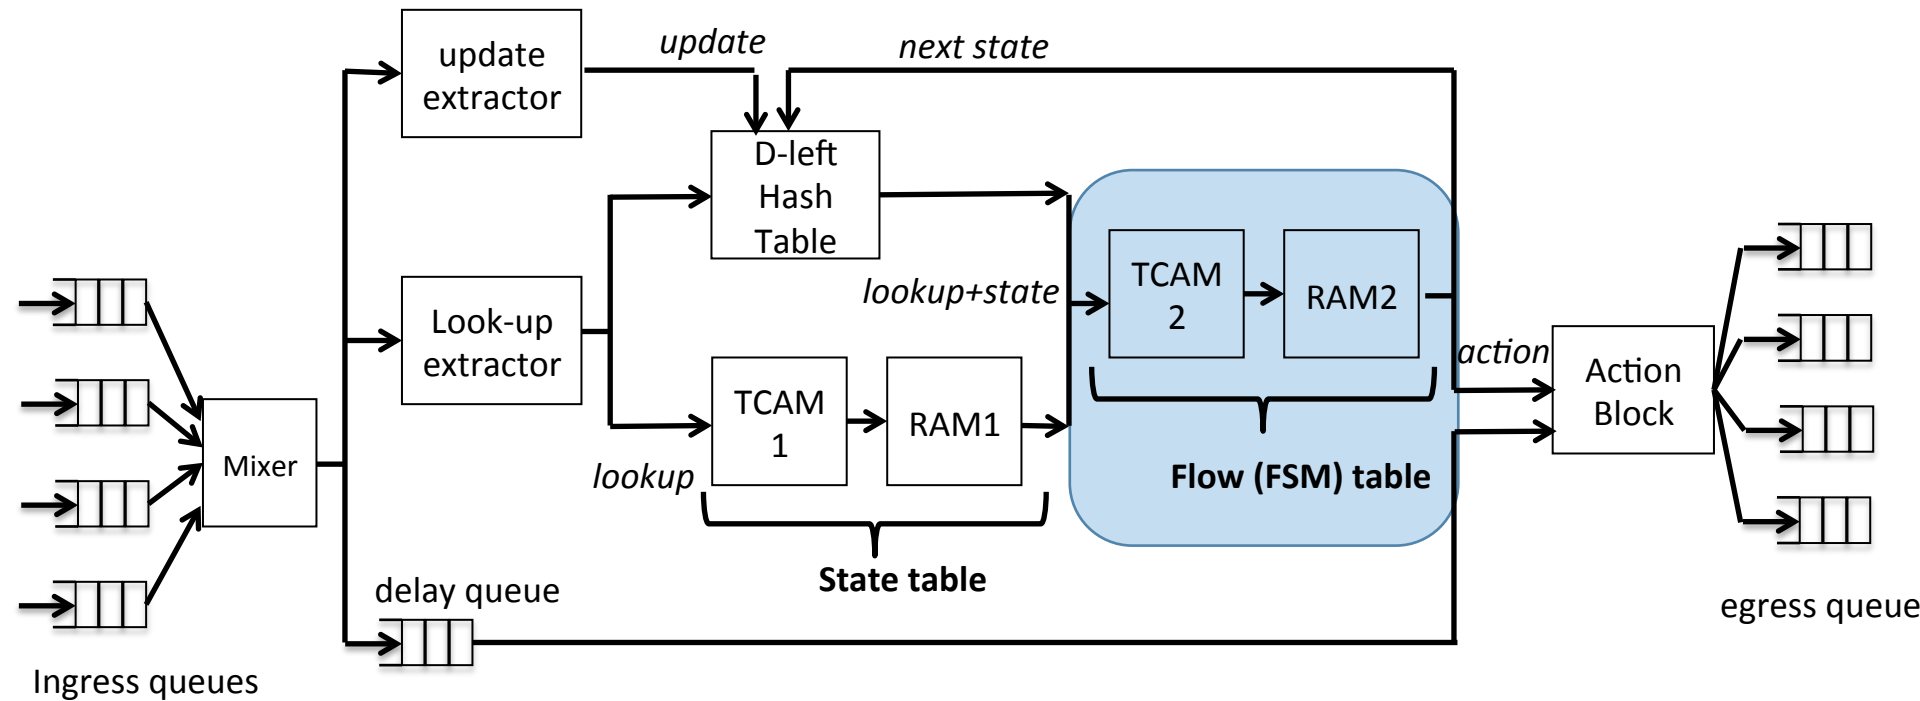 update
extractor
update
next state
D-left
Hash
Table
Look-up
extractor
lookup+state
TCAM
2
RAM2
action
Action
Block
TCAM
1
RAM1
lookup
Mixer
Flow (FSM) table
State table
delay queue
egress queue
Ingress queues